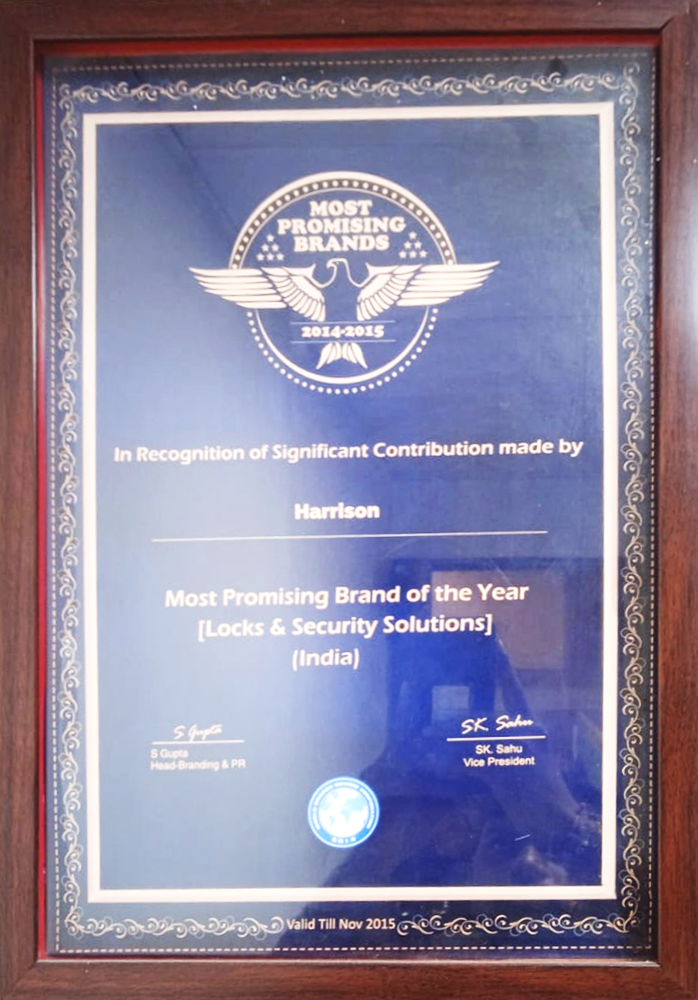 MOST
PROMISING
BRANDS
2014-2015
In Recognition of Significant Contribution made by
Harrison
Most Promising Brand of the Year
[Locks & Security Solutions]
(India)
S Gupta
S Gupta
Head-Branding & PR
SK. Sahu
SK. Sahu
Vice President
Valid Till Nov 2015